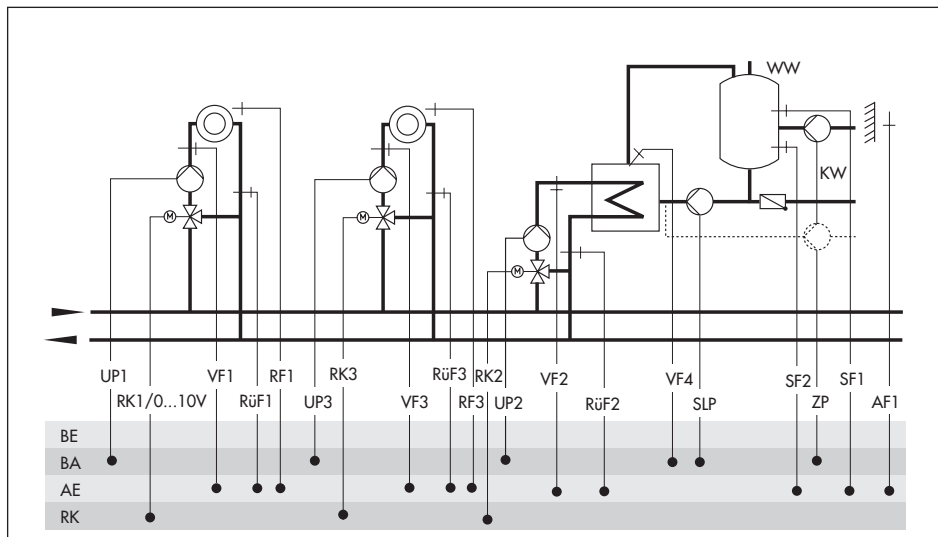 WW
KW
M
M
M
UP1
RK1/0...10V
VF1
RüF1
RF1
UP3
RK3
VF3
RüF3
RF3
RK2
UP2
VF2
RüF2
VF4
SLP
SF2
ZP
SF1
AF1
BE
BA
AE
RK